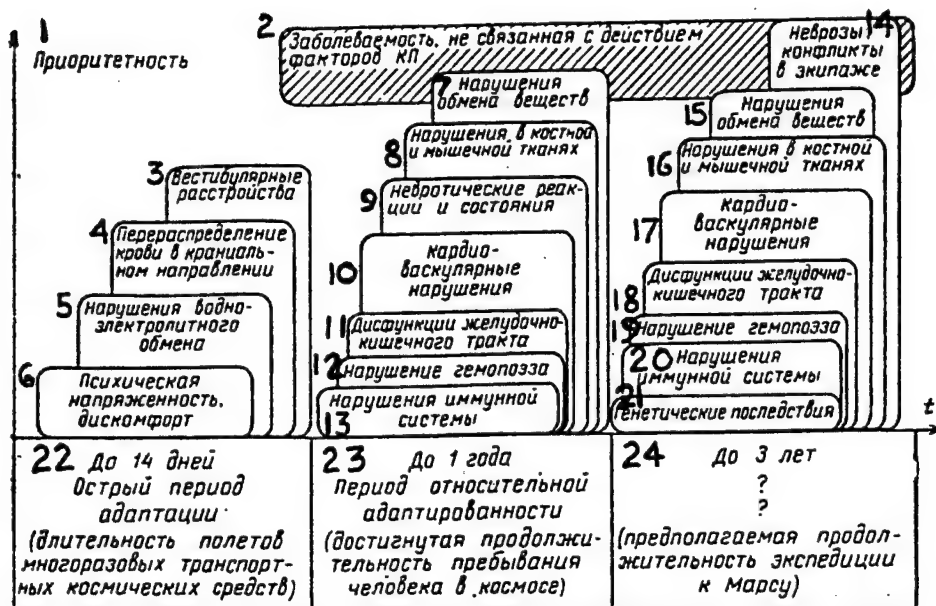 1
Приоритетность
2
Заболеваемость, не связанная с действием
факторов КП
3
Вестибулярные
расстройства
4
Перераспределение
крови в краниаль-
ном направлении
5
Нарушения водно-
электролитного
обмена
6
Психическая
напряженность,
дискомфорт
7
Нарушения
обмена веществ
8
Нарушения в костной
и мышечной тканях
9
Невротические реак-
ции и состояния
10
Кардио-
васкулярные
нарушения
11
Дисфункции желудочно-
кишечного тракта
12
Нарушение гемопоэза
13
Нарушения иммунной
системы
14
Неврозы,
конфликты
в экипаже
15
Нарушения
обмена веществ
16
Нарушения в костной
и мышечной тканях
17
Кардио-
васкулярные
нарушения
18
Дисфункции желудочно-
кишечного тракта
19
Нарушение гемопоэза
20
Нарушения
иммунной системы
21
Генетические последствия
t
22 До 14 дней
Острый период
адаптации
(длительность полетов
многоразовых транспорт-
ных космических средств)
23 До 1 года
Период относительной
адаптированности
(достигнутая продолжи-
тельность пребывания
человека в космосе)
24 До 3 лет
?
?
(предполагаемая продол-
жительность экспедиции
к Марсу)